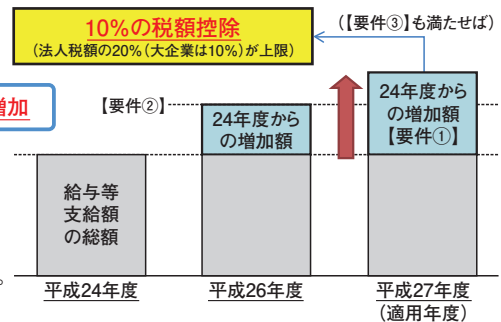 10%の税額控除
(法人税額の20%(大企業は10%)が上限)
(【要件③】も満たせば)
増加
【要件②】
24年度から
の増加額
24年度から
の増加額
【要件①】
給与等
支給額
の総額
。
平成24年度
平成26年度
平成27年度
(適用年度)